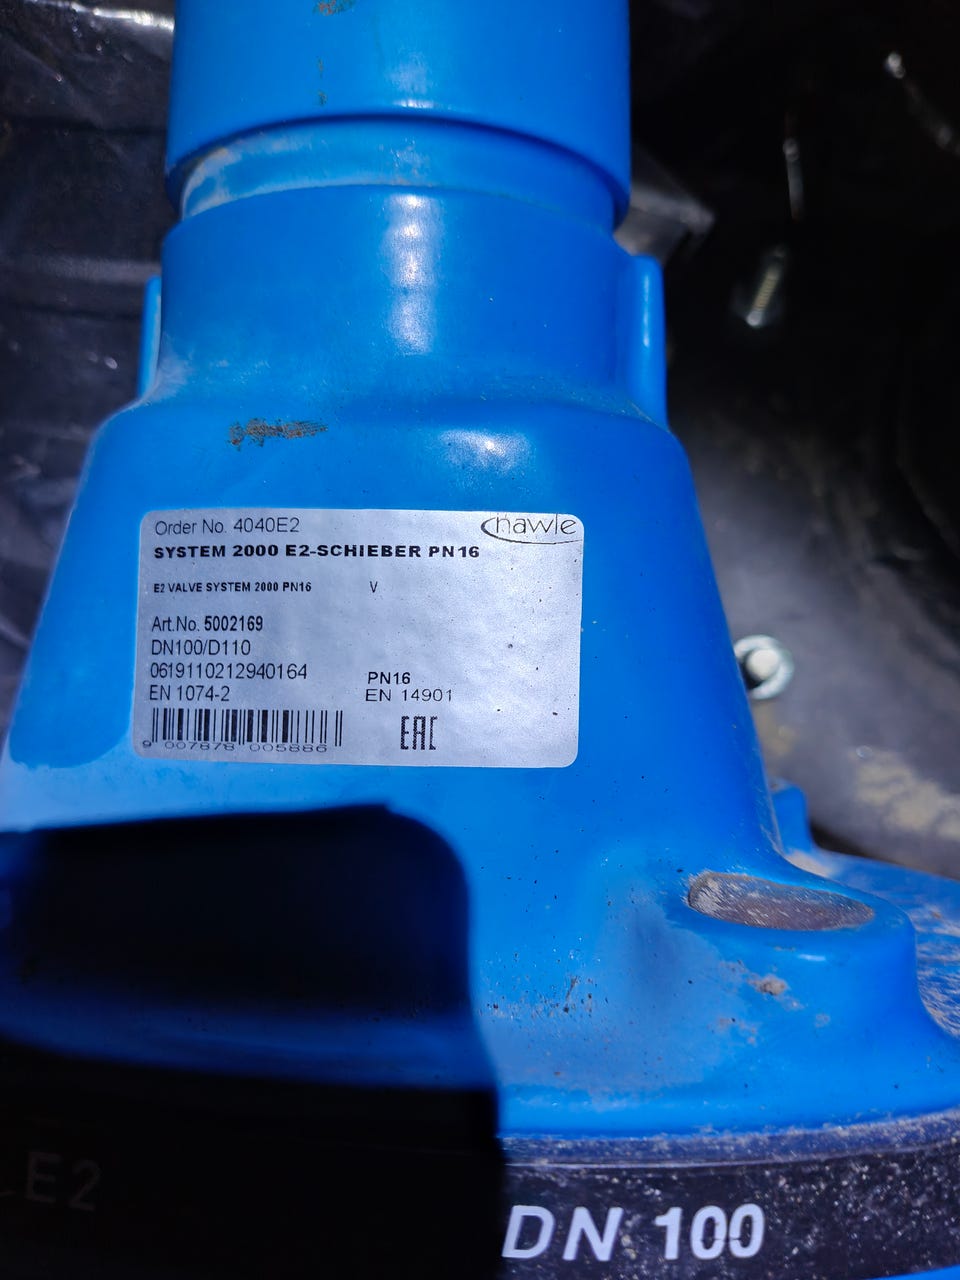 Order No. 4040E2
hawle
SYSTEM 2000 E2-SCHIEBER PN16
E2 VALVE SYSTEM 2000 PN16 V
Art.No. 5002169
DN100/D110
0619110212940164
PN16
EN 1074-2
EN 14901
EAC
9 007878 005886
E2
DN 100